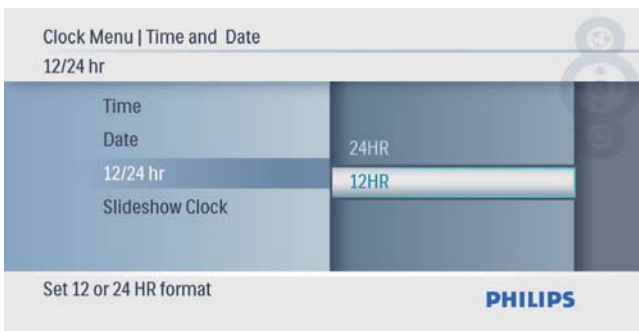 Clock Menu | Time and Date
12/24 hr
Time
Date
12/24 hr
Slideshow Clock
24HR
12HR
Set 12 or 24 HR format
PHILIPS